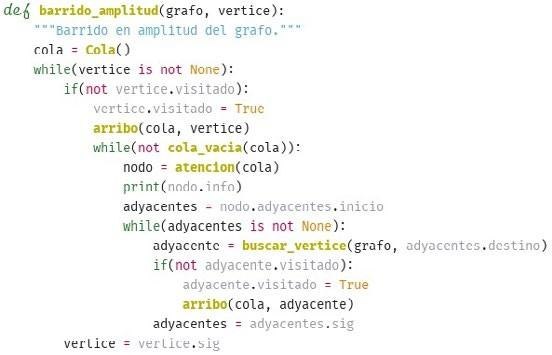 def barrido_amplitud(grafo, vertice):
    """Barrido en amplitud del grafo."""
    cola = Cola()
    while(vertice is not None):
        if(not vertice.visitado):
            vertice.visitado = True
            arribo(cola, vertice)
            while(not cola_vacia(cola)):
                nodo = atencion(cola)
                print(nodo.info)
                adyacentes = nodo.adyacentes.inicio
                while(adyacentes is not None):
                    adyacente = buscar_vertice(grafo, adyacentes.destino)
                    if(not adyacente.visitado):
                        adyacente.visitado = True
                        arribo(cola, adyacente)
                    adyacentes = adyacentes.sig
        vertice = vertice.sig